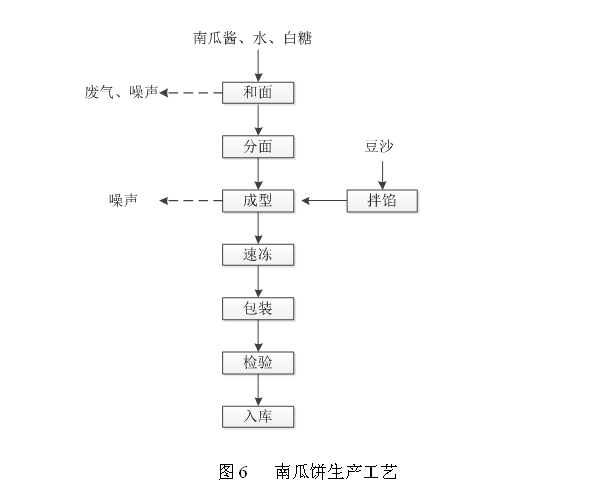 南瓜酱、水、白糖
废气、噪声
和面
分面
豆沙
噪声
成型
拌馅
速冻
包装
检验
入库
图 6 南瓜饼生产工艺